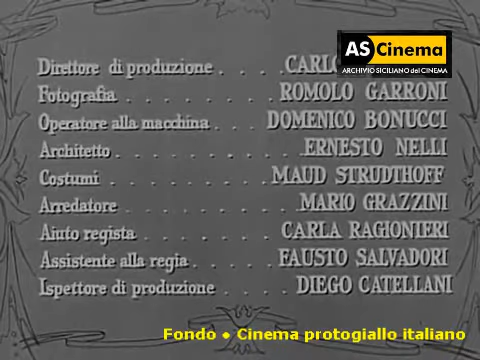 ASCinema
ARCHIVIO SICILIANO del CINEMA
Direttore di produzione . . . . CARLO
Fotografia . . . . . . . ROMOLO GARRONI
Operatore alla macchina . . . DOMENICO BONUCCI
Architetto . . . . . . . . ERNESTO NELLI
Costumi . . . . . . . MAUD STRUDTHOFF
Arredatore . . . . . . . MARIO GRAZZINI
Aiuto regista . . . . . . CARLA RAGIONIERI
Assistente alla regia . . . . FAUSTO SALVADORI
Ispettore di produzione . . . . DIEGO CATELLANI
Fondo ● Cinema protogiallo italiano